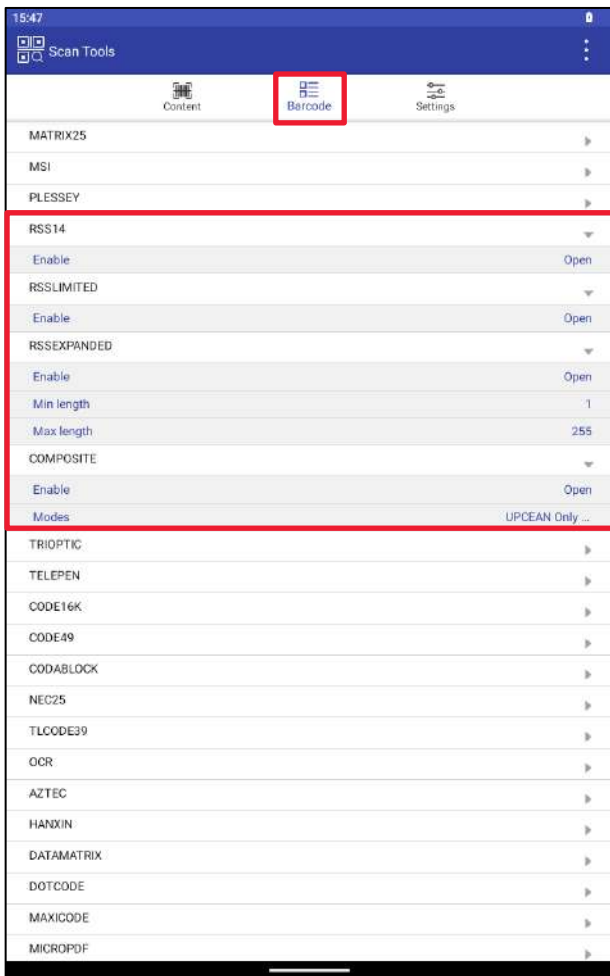 15:47
Scan Tools
Content Barcode Settings
MATRIX25
MSI
PLESSEY
RSS14
Enable Open
RSSLIMITED
Enable Open
RSSEXPANDED
Enable Open
Min length 1
Max length 255
COMPOSITE
Enable Open
Modes UPCEAN Only ...
TRIOPTIC
TELEPEN
CODE16K
CODE49
CODABLOCK
NEC25
TLCODE39
OCR
AZTEC
HANXIN
DATAMATRIX
DOTCODE
MAXICODE
MICROPDF